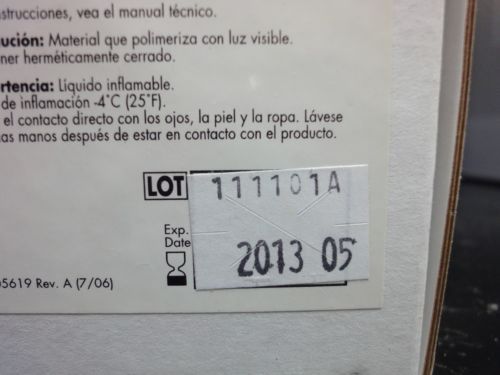 strucciones, vea el manual técnico.
ución: Material que polimeriza con luz visible.
ner herméticamente cerrado.
rtencia: Líquido inflamable.
de inflamación -4°C (25°F).
el contacto directo con los ojos, la piel y la ropa. Lávese
as manos después de estar en contacto con el producto.
LOT 111101A
Exp.
Date 2013 05
5619 Rev. A (7/06)